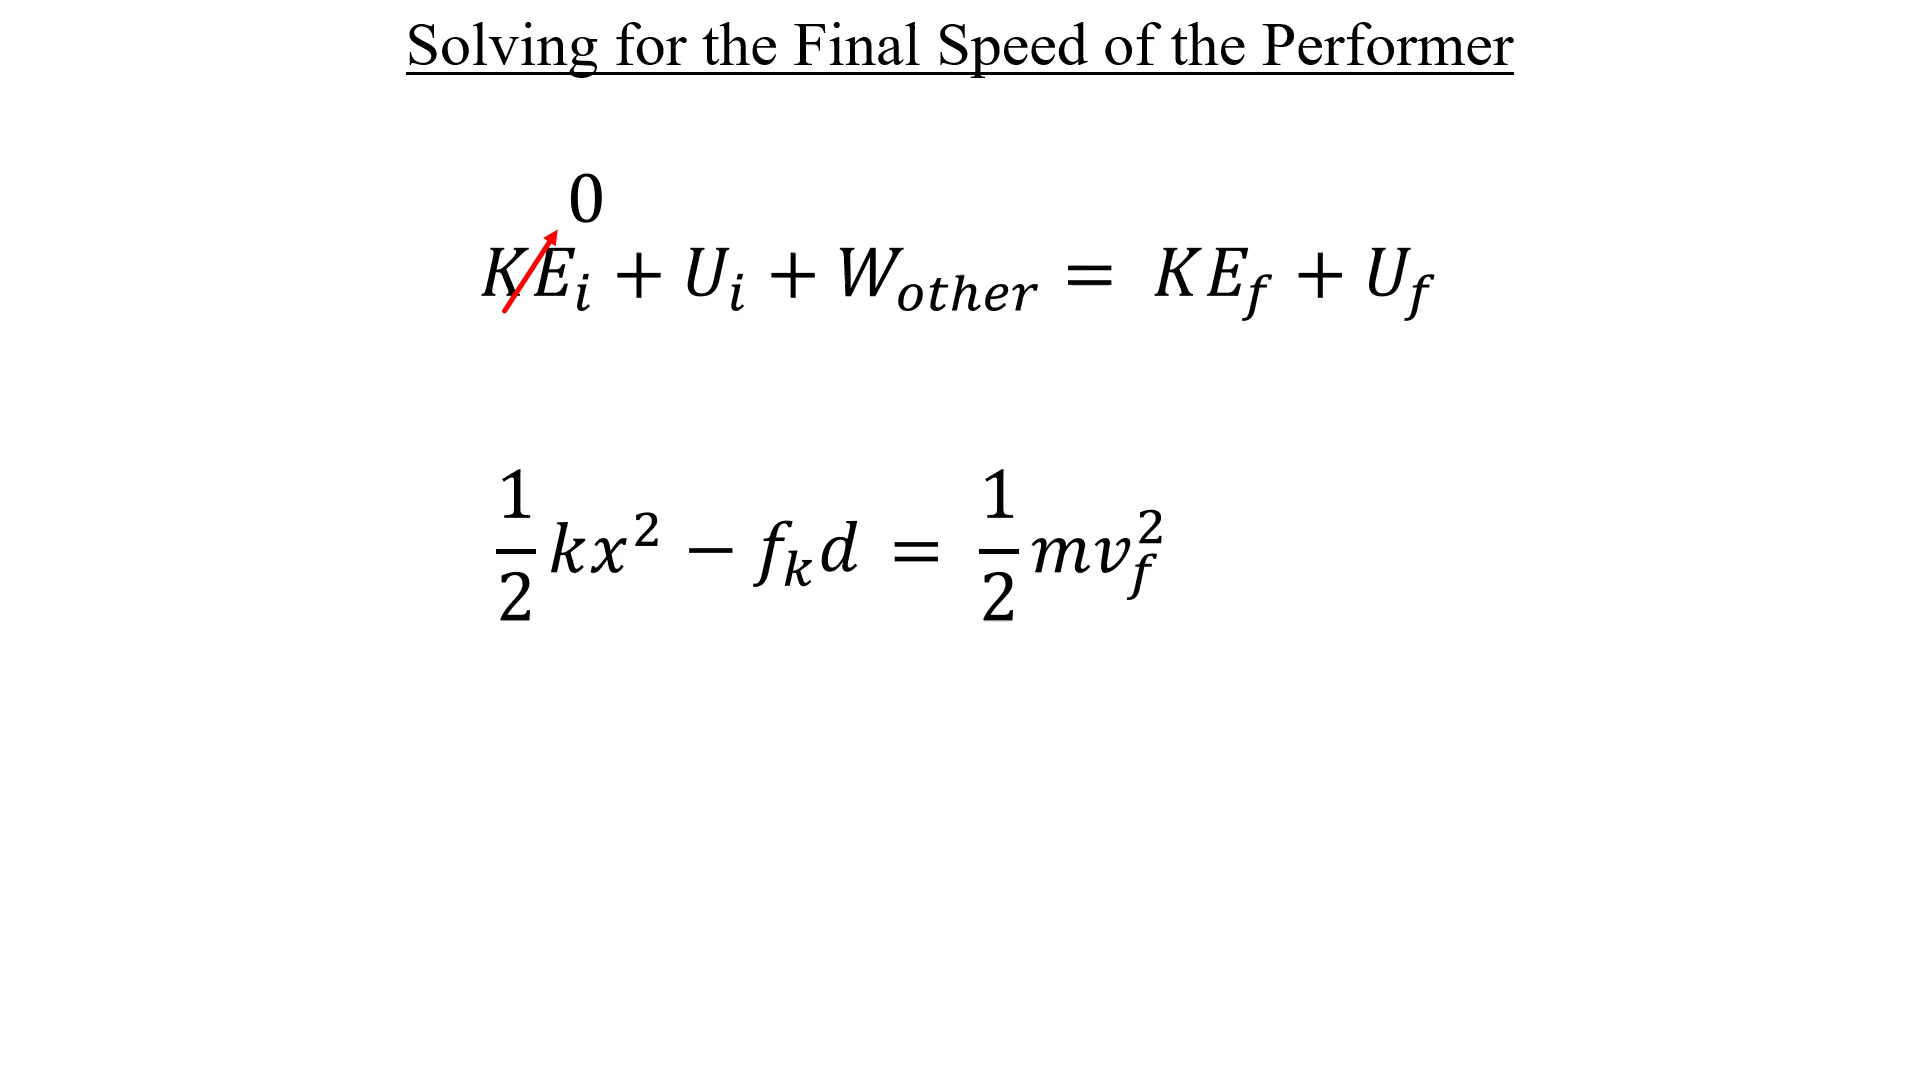 Solving for the Final Speed of the Performer
0
KE_i + U_i + W_other = KE_f + U_f
1/2 kx^2 − f_k d = 1/2 mv_f^2